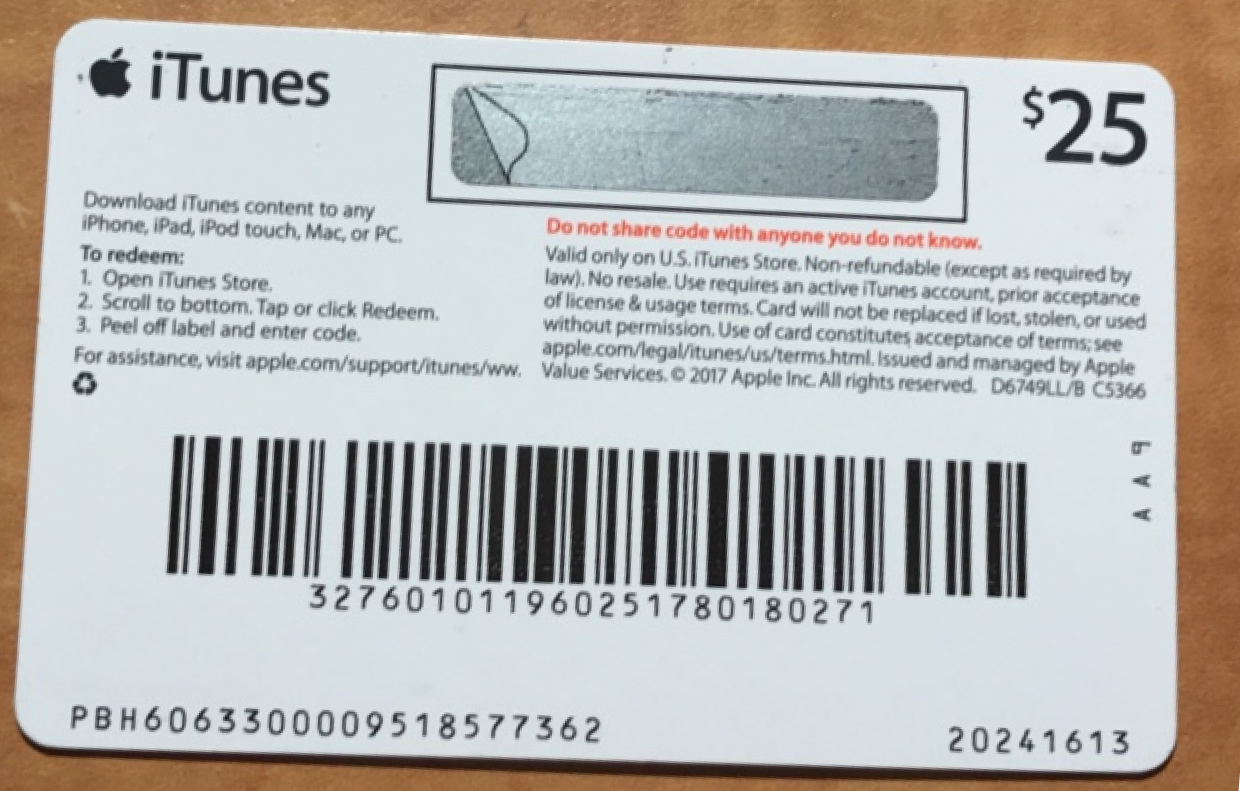 iTunes
$25
Download iTunes content to any
iPhone, iPad, iPod touch, Mac, or PC.
To redeem:
1. Open iTunes Store.
2. Scroll to bottom. Tap or click Redeem.
3. Peel off label and enter code.
For assistance, visit apple.com/support/itunes/ww.
Do not share code with anyone you do not know.
Valid only on U.S. iTunes Store. Non-refundable (except as required by
law). No resale. Use requires an active iTunes account, prior acceptance
of license & usage terms. Card will not be replaced if lost, stolen, or used
without permission. Use of card constitutes acceptance of terms; see
apple.com/legal/itunes/us/terms.html. Issued and managed by Apple
Value Services. © 2017 Apple Inc. All rights reserved. D6749LL/B C5366
327601011960251780180271
PBH6063300009518577362
20241613